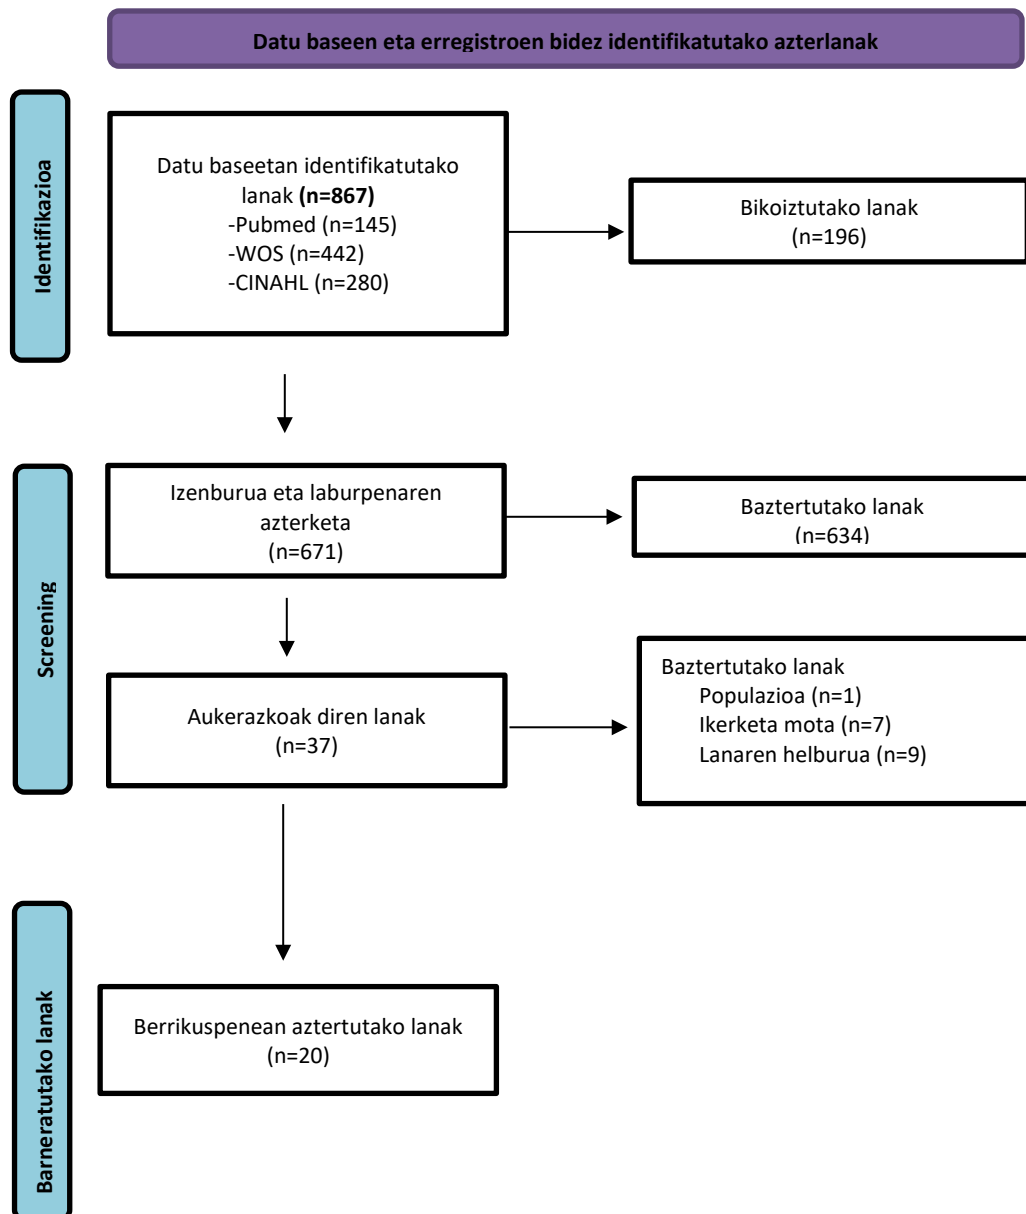 Datu baseen eta erregistroen bidez identifikatutako azterlanak
Identifikazioa
Datu baseetan identifikatutako
lanak (n=867)
-Pubmed (n=145)
-WOS (n=442)
-CINAHL (n=280)
Bikoiztutako lanak
(n=196)
Screening
Izenburua eta laburpenaren
azterketa
(n=671)
Baztertutako lanak
(n=634)
Aukerazkoak diren lanak
(n=37)
Baztertutako lanak
Populazioa (n=1)
Ikerketa mota (n=7)
Lanaren helburua (n=9)
Barneratutako lanak
Berrikuspenean aztertutako lanak
(n=20)